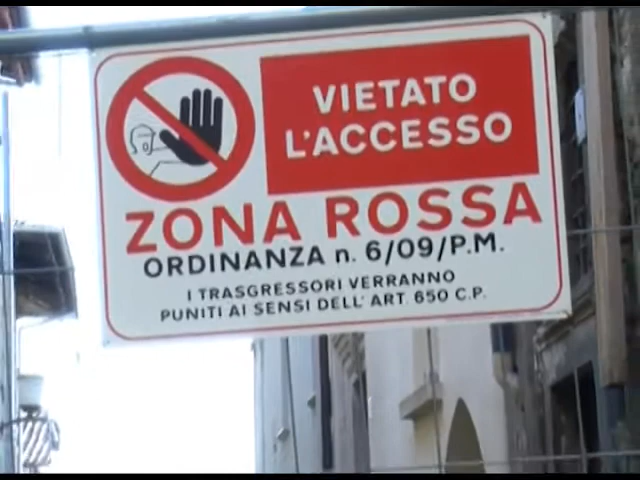 VIETATO
L'ACCESSO
ZONA ROSSA
ORDINANZA n. 6/09/P.M.
I TRASGRESSORI VERRANNO
PUNITI AI SENSI DELL'ART. 650 C.P.